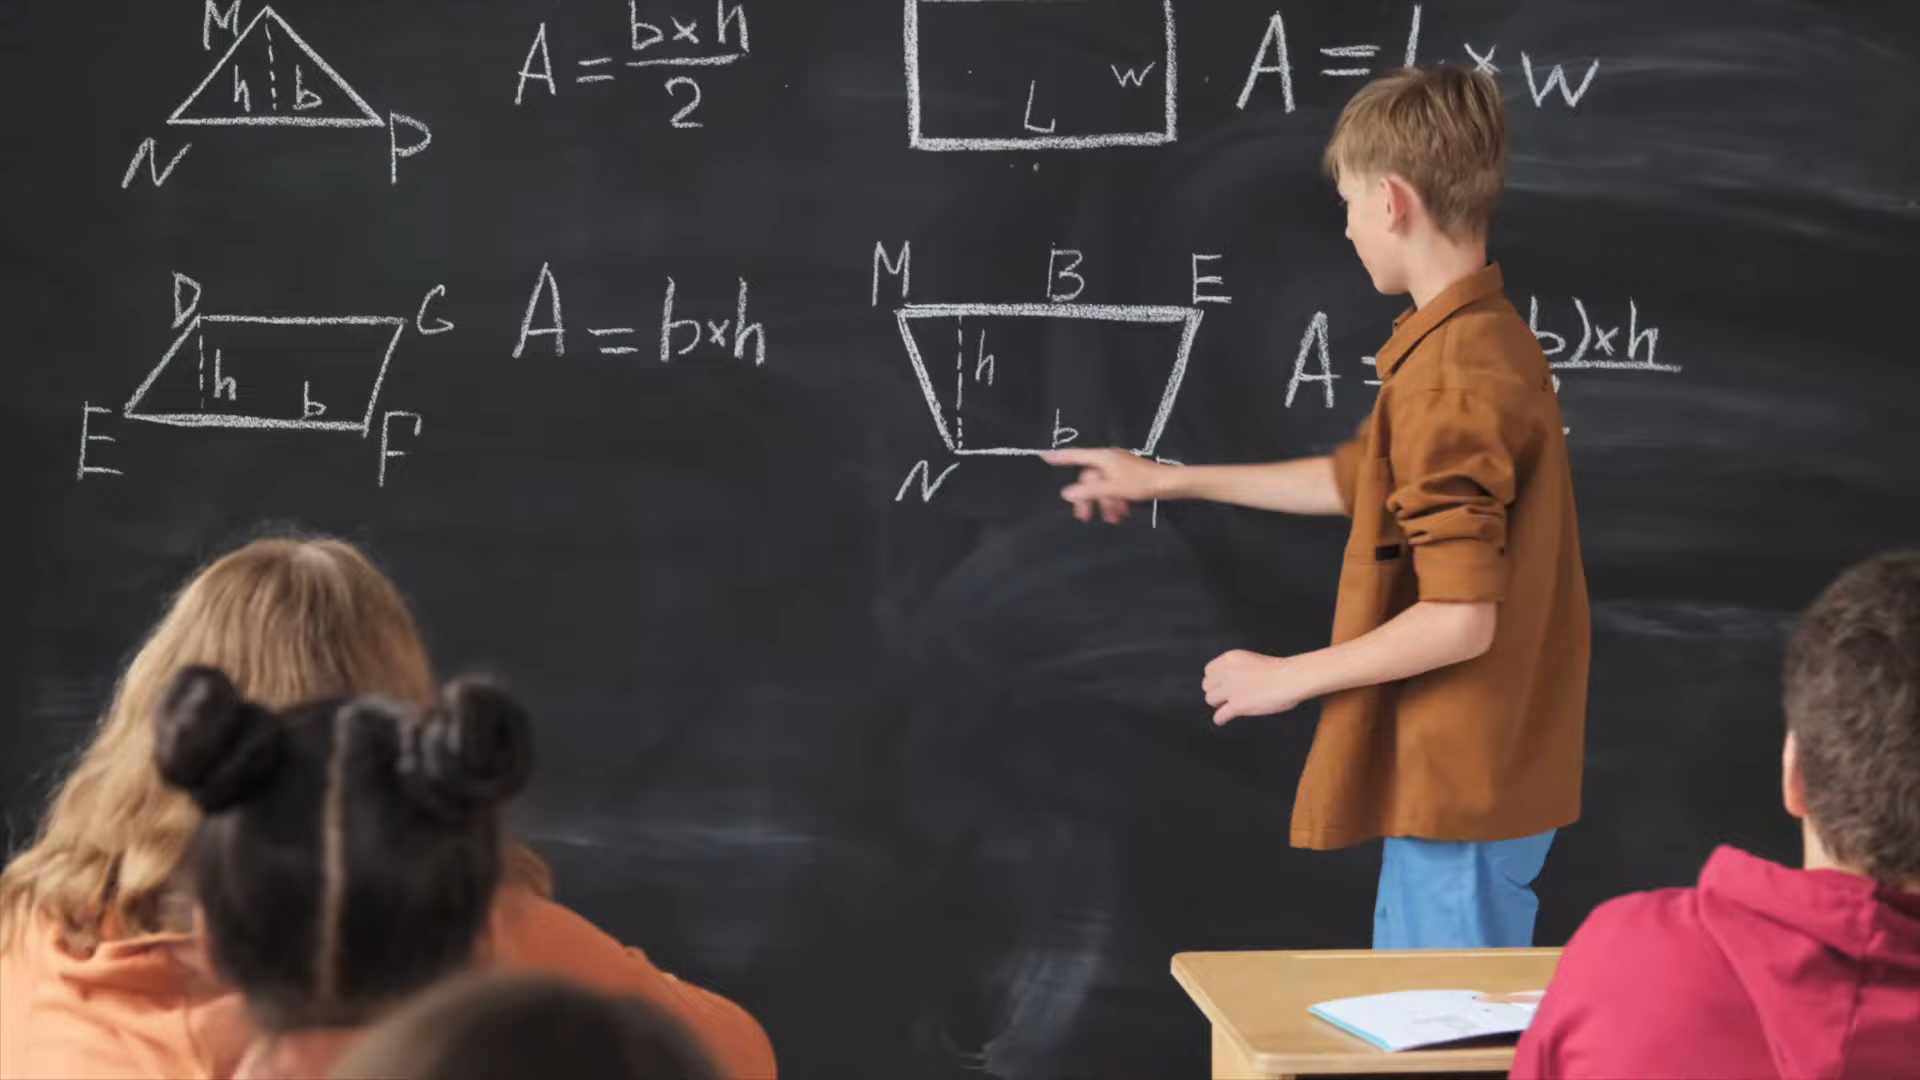 M
h b
N P
A = b×h/2
W
L
A = L × W
D G
h
b
E F
A = b×h
M B E
h
b
N
A = b)×h